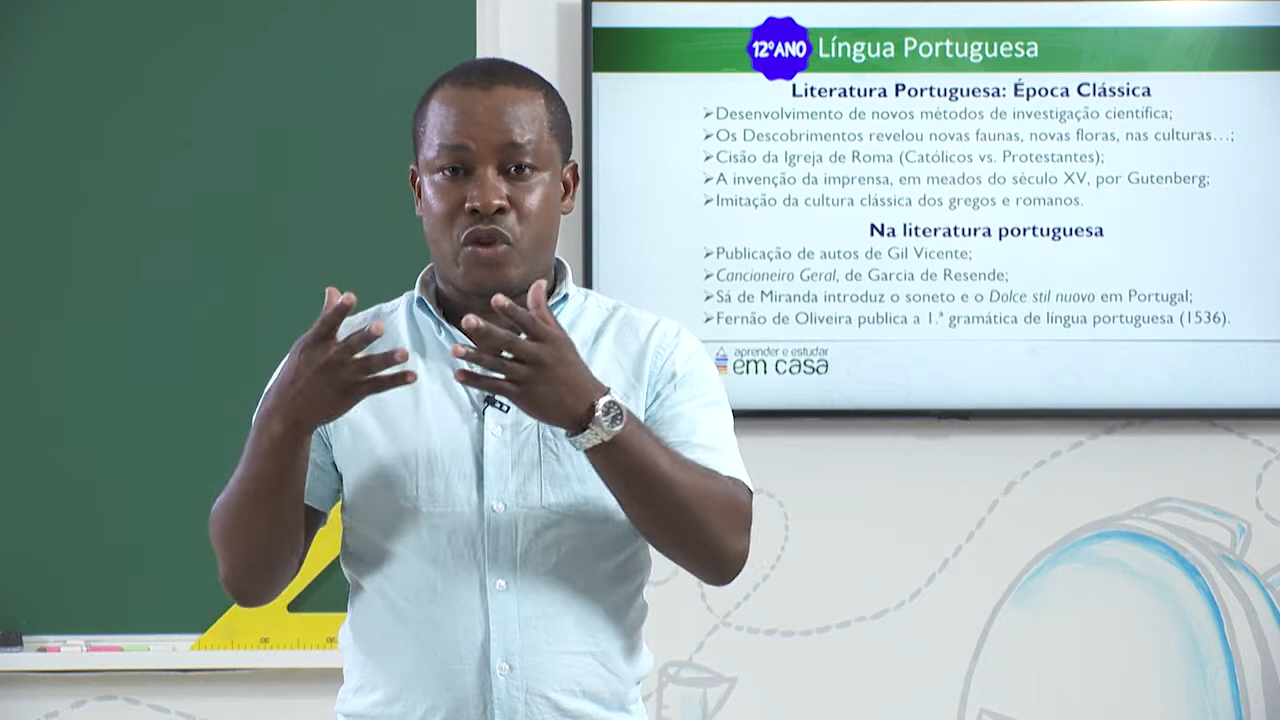 12ºANO Língua Portuguesa
Literatura Portuguesa: Época Clássica
➢Desenvolvimento de novos métodos de investigação científica;
➢Os Descobrimentos revelou novas faunas, novas floras, nas culturas…;
➢Cisão da Igreja de Roma (Católicos vs. Protestantes);
➢A invenção da imprensa, em meados do século XV, por Gutenberg;
➢Imitação da cultura clássica dos gregos e romanos.
Na literatura portuguesa
➢Publicação de autos de Gil Vicente;
➢Cancioneiro Geral, de Garcia de Resende;
➢Sá de Miranda introduz o soneto e o Dolce stil nuovo em Portugal;
➢Fernão de Oliveira publica a 1.ª gramática de língua portuguesa (1536).
aprender e estudar
em casa